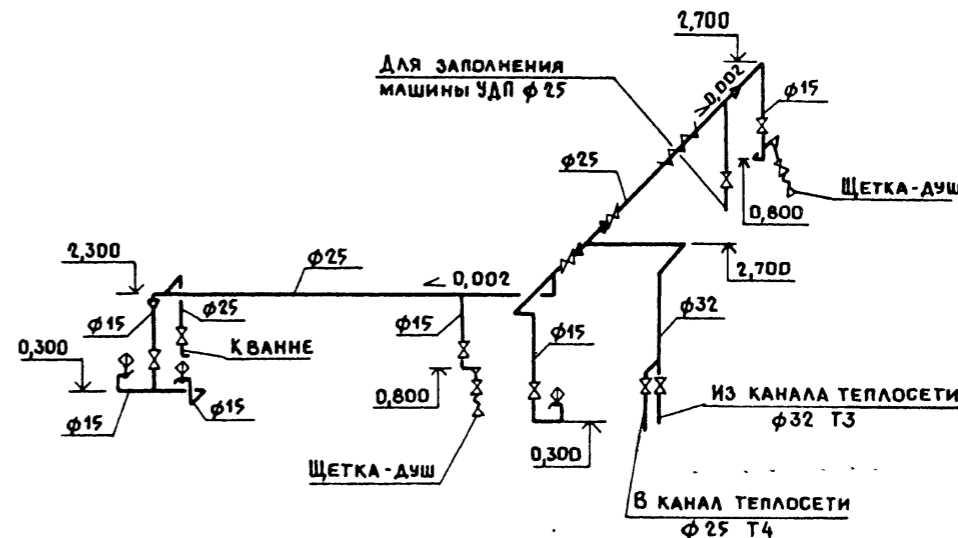 2,700
Для заполнения
машины УДП ф 25
>0,002
ф15
ф25
Щетка-душ
0,800
2,300
ф25
< 0,002
2,700
ф15
ф25
ф15
ф15
ф32
0,300
К ванне
ф15
ф15
0,800
Из канала теплосети
ф32 Т3
0,300
Щетка-душ
В канал теплосети
ф25 Т4